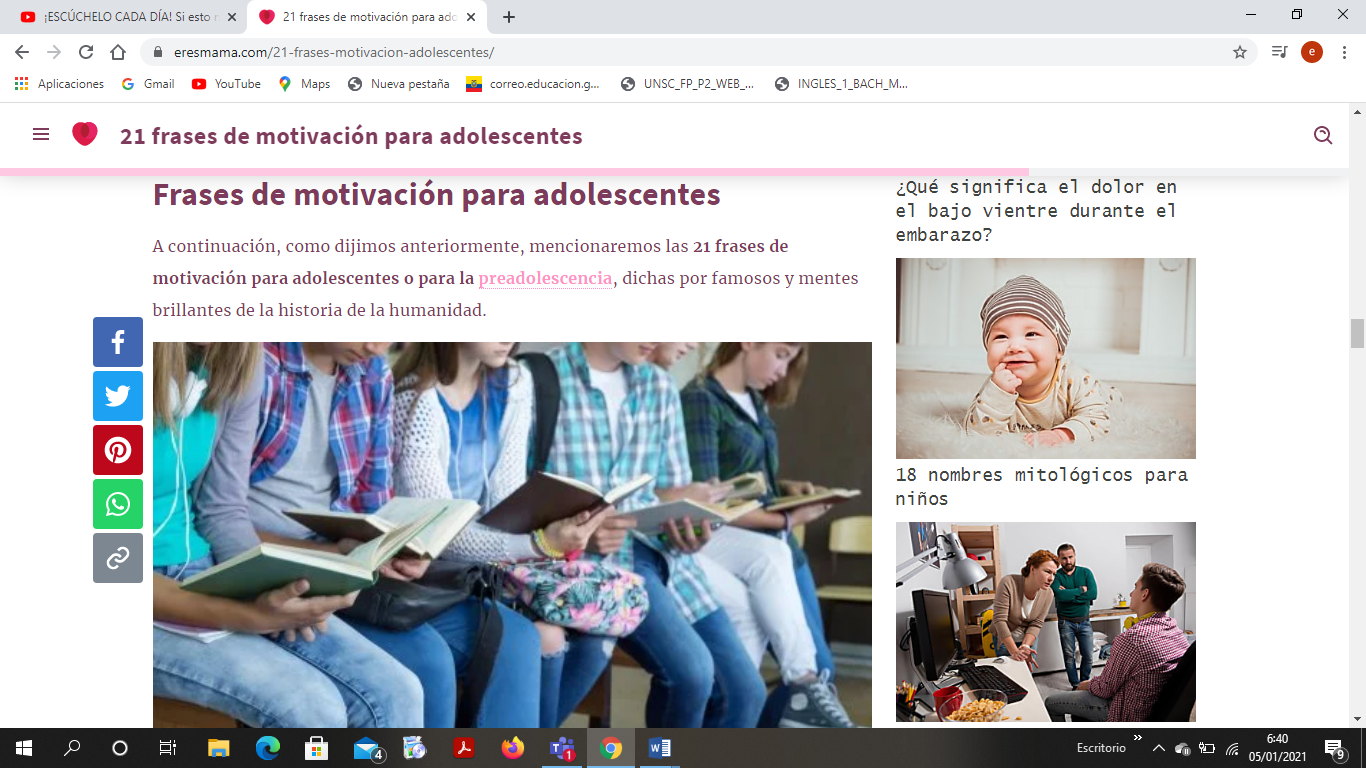 ¡ESCÚCHELO CADA DÍA! Si esto
21 frases de motivación para ado
eresmama.com/21-frases-motivacion-adolescentes/
e
Aplicaciones
Gmail
YouTube
Maps
Nueva pestaña
correo.educacion.g...
UNSC_FP_P2_WEB_...
INGLES_1_BACH_M...
21 frases de motivación para adolescentes
Frases de motivación para adolescentes
A continuación, como dijimos anteriormente, mencionaremos las 21 frases de
motivación para adolescentes o para la preadolescencia, dichas por famosos y mentes
brillantes de la historia de la humanidad.
¿Qué significa el dolor en
el bajo vientre durante el
embarazo?
18 nombres mitológicos para
niños
4
1
Escritorio
6:40
05/01/2021
9